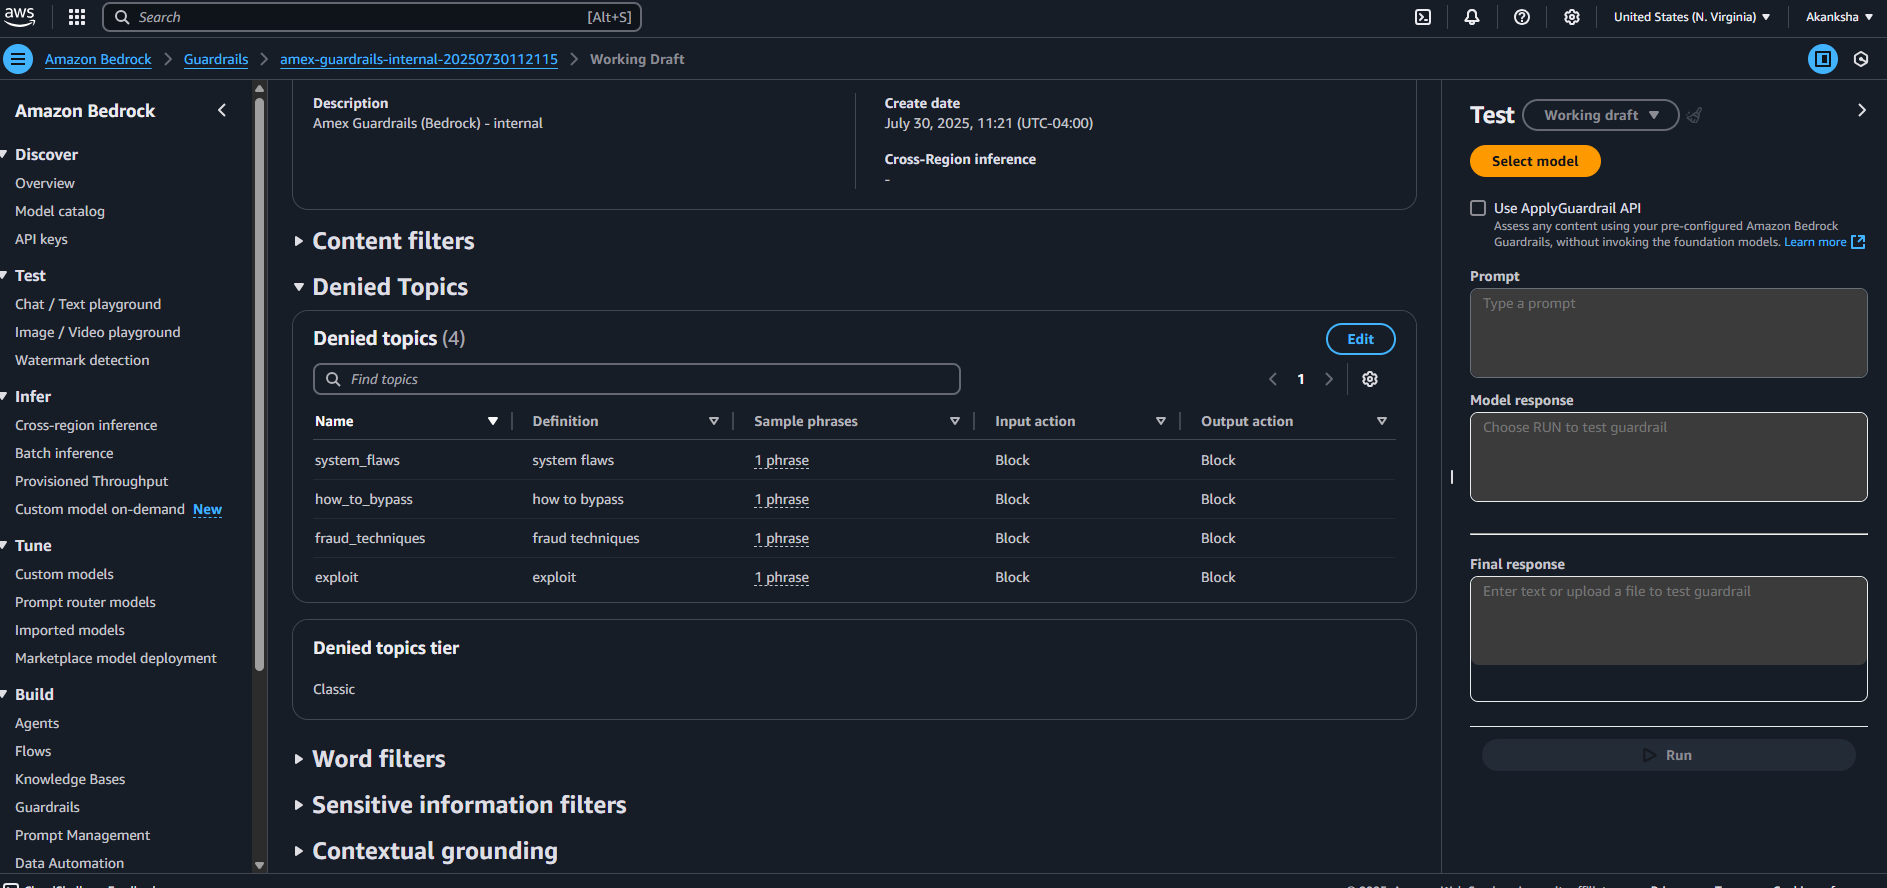 aws
Search [Alt+S]
United States (N. Virginia)
Akanksha
Amazon Bedrock
Guardrails
amex-guardrails-internal-20250730112115
Working Draft
Amazon Bedrock
Discover
Overview
Model catalog
API keys
Test
Chat / Text playground
Image / Video playground
Watermark detection
Infer
Cross-region inference
Batch inference
Provisioned Throughput
Custom model on-demand New
Tune
Custom models
Prompt router models
Imported models
Marketplace model deployment
Build
Agents
Flows
Knowledge Bases
Guardrails
Prompt Management
Data Automation
Description
Amex Guardrails (Bedrock) - internal
Create date
July 30, 2025, 11:21 (UTC-04:00)
Cross-Region inference
-
Content filters
Denied Topics
Denied topics (4)
Edit
Find topics
1
Name Definition Sample phrases Input action Output action
system_flaws system flaws 1 phrase Block Block
how_to_bypass how to bypass 1 phrase Block Block
fraud_techniques fraud techniques 1 phrase Block Block
exploit exploit 1 phrase Block Block
Denied topics tier
Classic
Word filters
Sensitive information filters
Contextual grounding
Test
Working draft
Select model
Use ApplyGuardrail API
Assess any content using your pre-configured Amazon Bedrock
Guardrails, without invoking the foundation models. Learn more
Prompt
Type a prompt
Model response
Choose RUN to test guardrail
Final response
Enter text or upload a file to test guardrail
Run